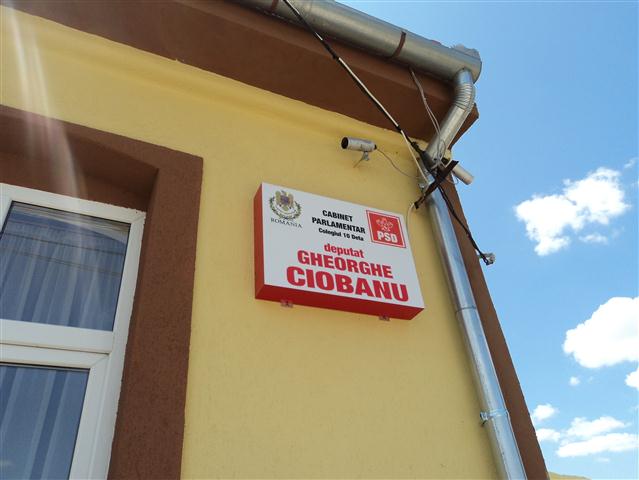 ROMANIA
CABINET
PARLAMENTAR
Colegiul 10 Deta
PSD
deputat
GHEORGHE
CIOBANU